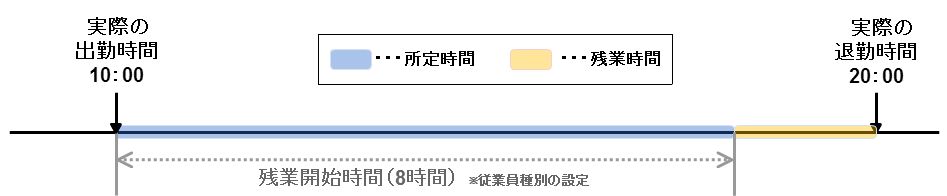 実際の
出勤時間
10：00
・・・所定時間
・・・残業時間
実際の
退勤時間
20：00
残業開始時間（8時間） ※従業員種別の設定